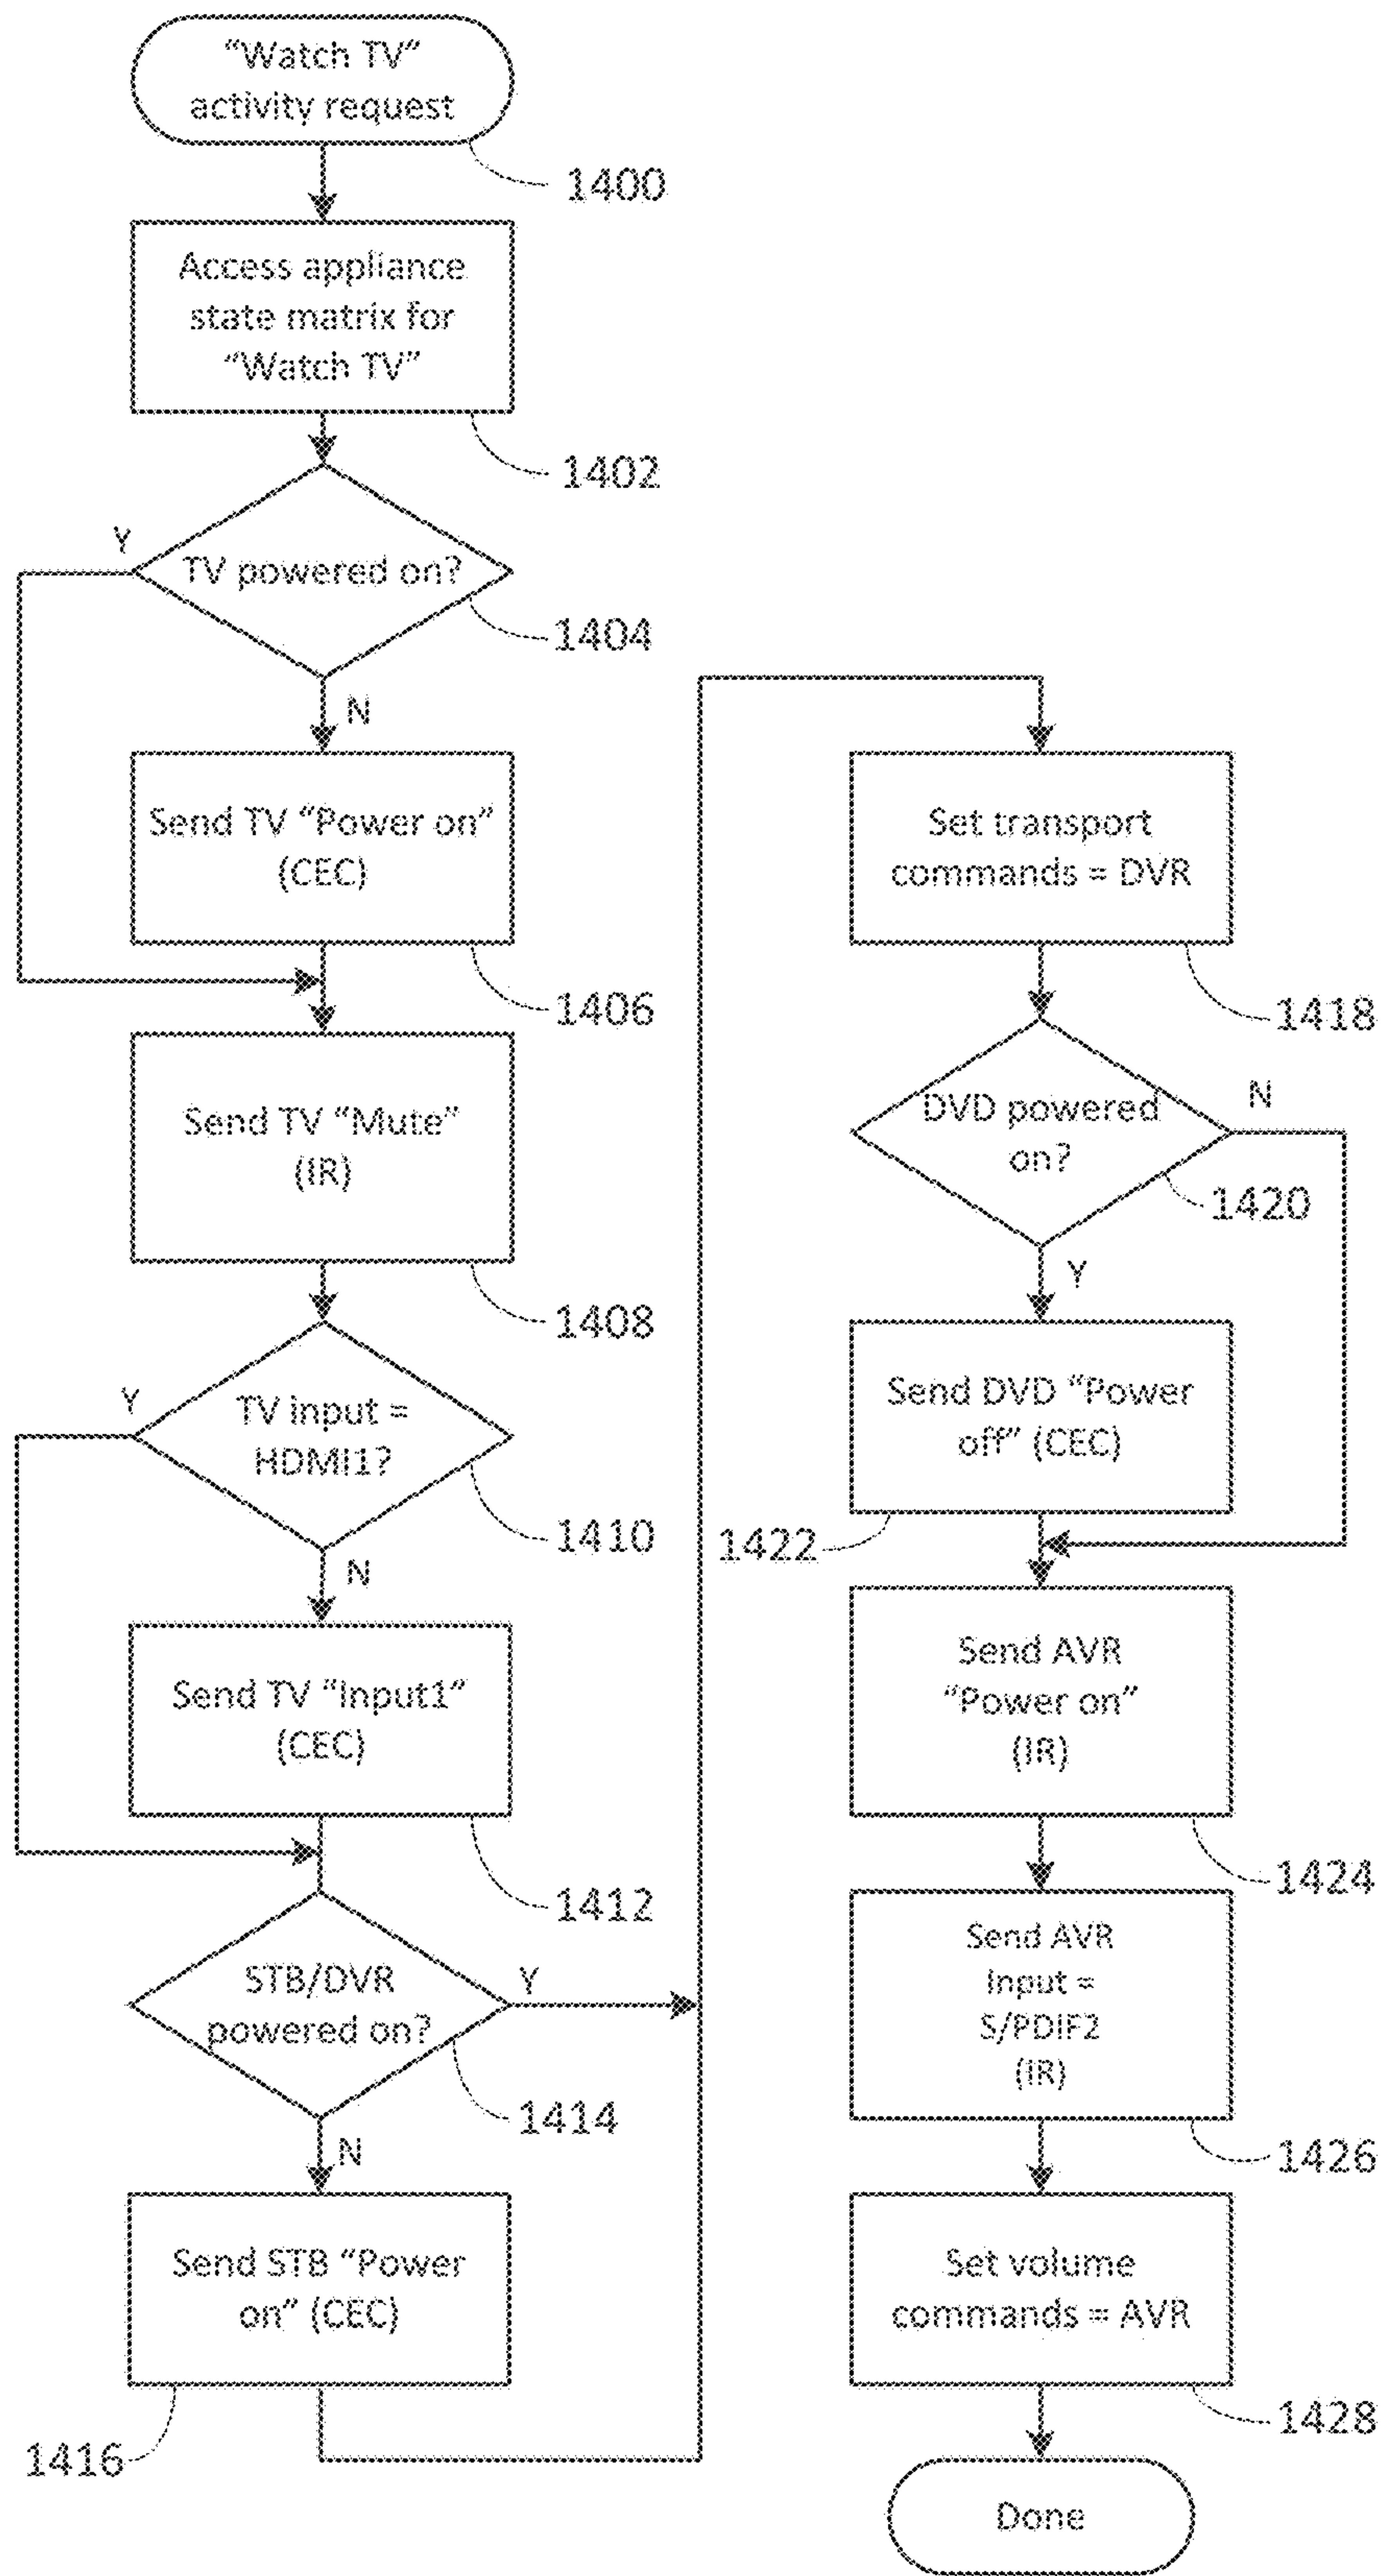 “Watch TV“
activity request
1400
Access appliance
state matrix for
“Watch TV”
1402
TV powered on?
Y
1404
N
Send TV “Power on”
(CEC)
1406
Send TV “Mute”
(IR)
1408
TV input =
HDMI1?
Y
1410
N
Send TV “Input1”
(CEC)
1412
STB/DVR
powered on?
Y
1414
N
Send STB “Power
on” (CEC)
1416
Set transport
commands = DVR
1418
DVD powered
on?
N
1420
Y
Send DVD “Power
off” (CEC)
1422
Send AVR
“Power on”
(IR)
1424
Send AVR
Input =
S/PDIF2
(IR)
1426
Set volume
commands = AVR
1428
Done